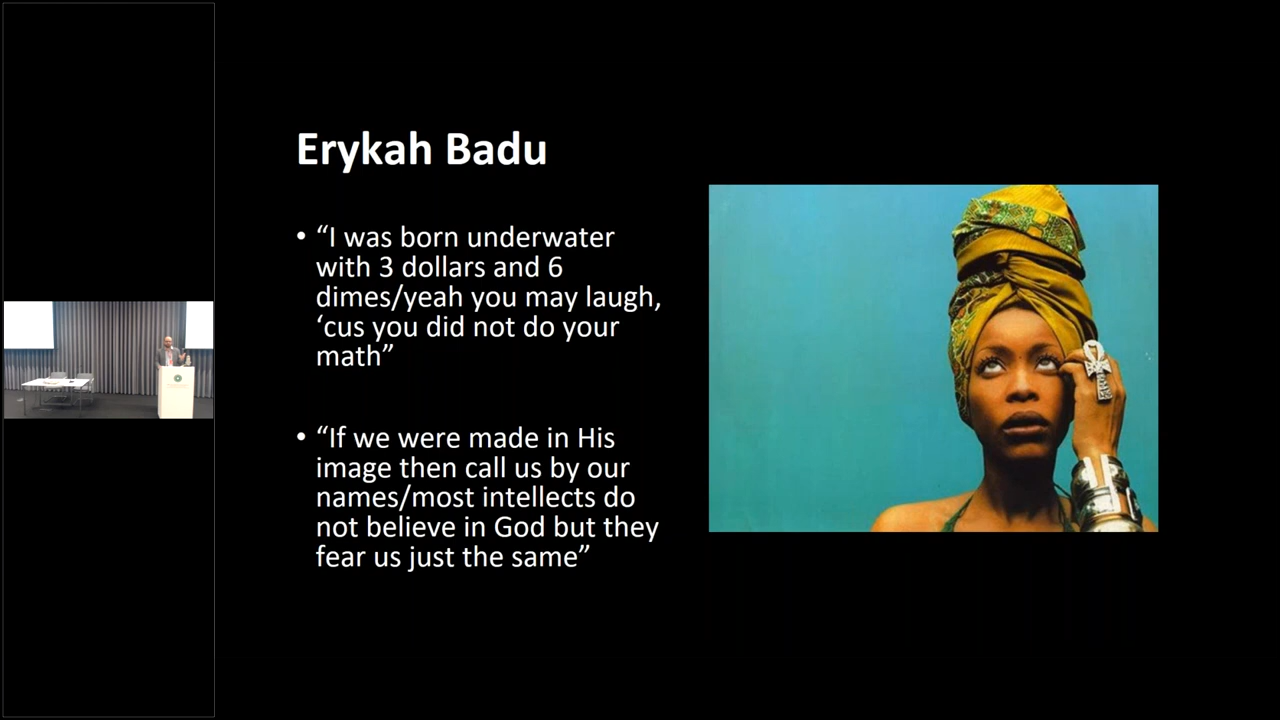 Erykah Badu
• “I was born underwater
with 3 dollars and 6
dimes/yeah you may laugh,
‘cus you did not do your
math”
• “If we were made in His
image then call us by our
names/most intellects do
not believe in God but they
fear us just the same”